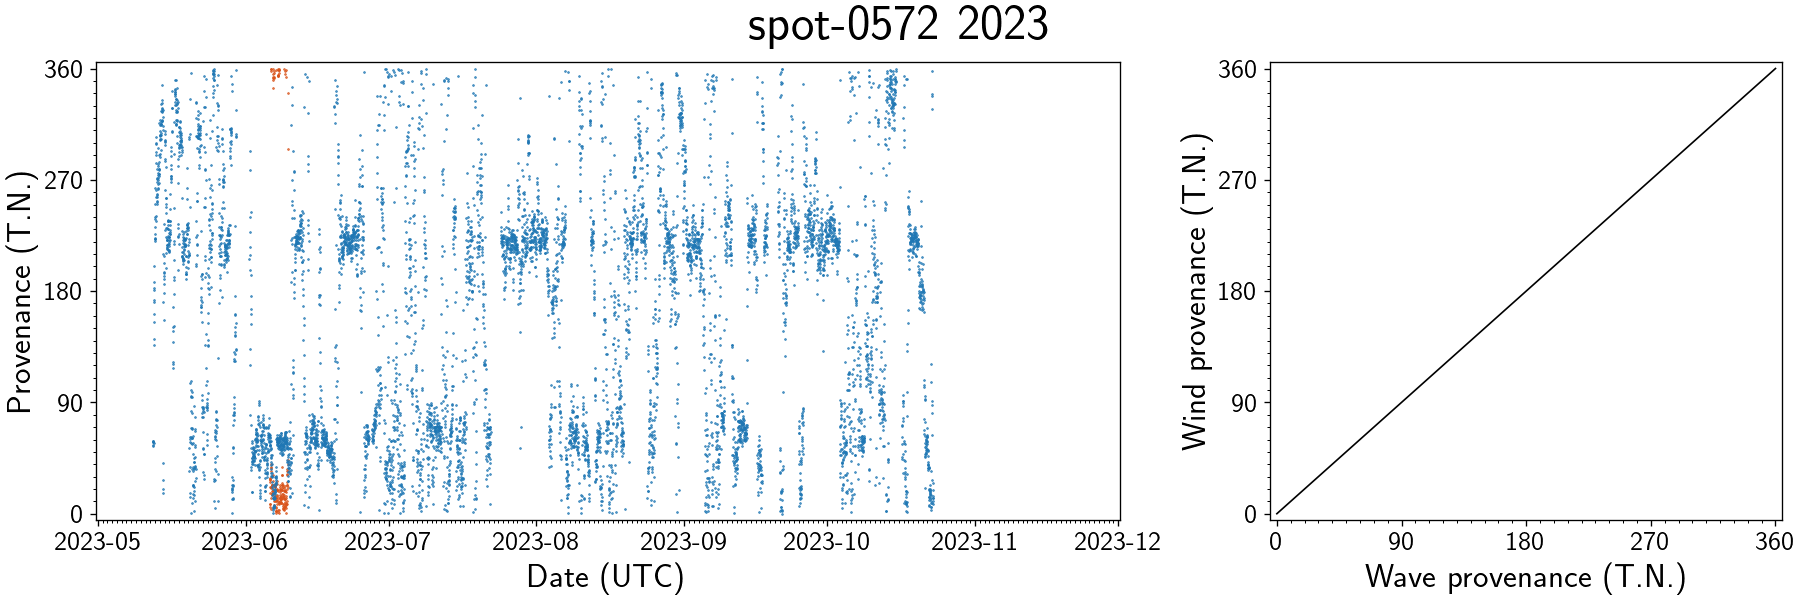 spot-0572 2023
Provenance (T.N.)
360
270
180
90
0
2023-05 2023-06 2023-07 2023-08 2023-09 2023-10 2023-11 2023-12
Date (UTC)
Wind provenance (T.N.)
360
270
180
90
0
0 90 180 270 360
Wave provenance (T.N.)